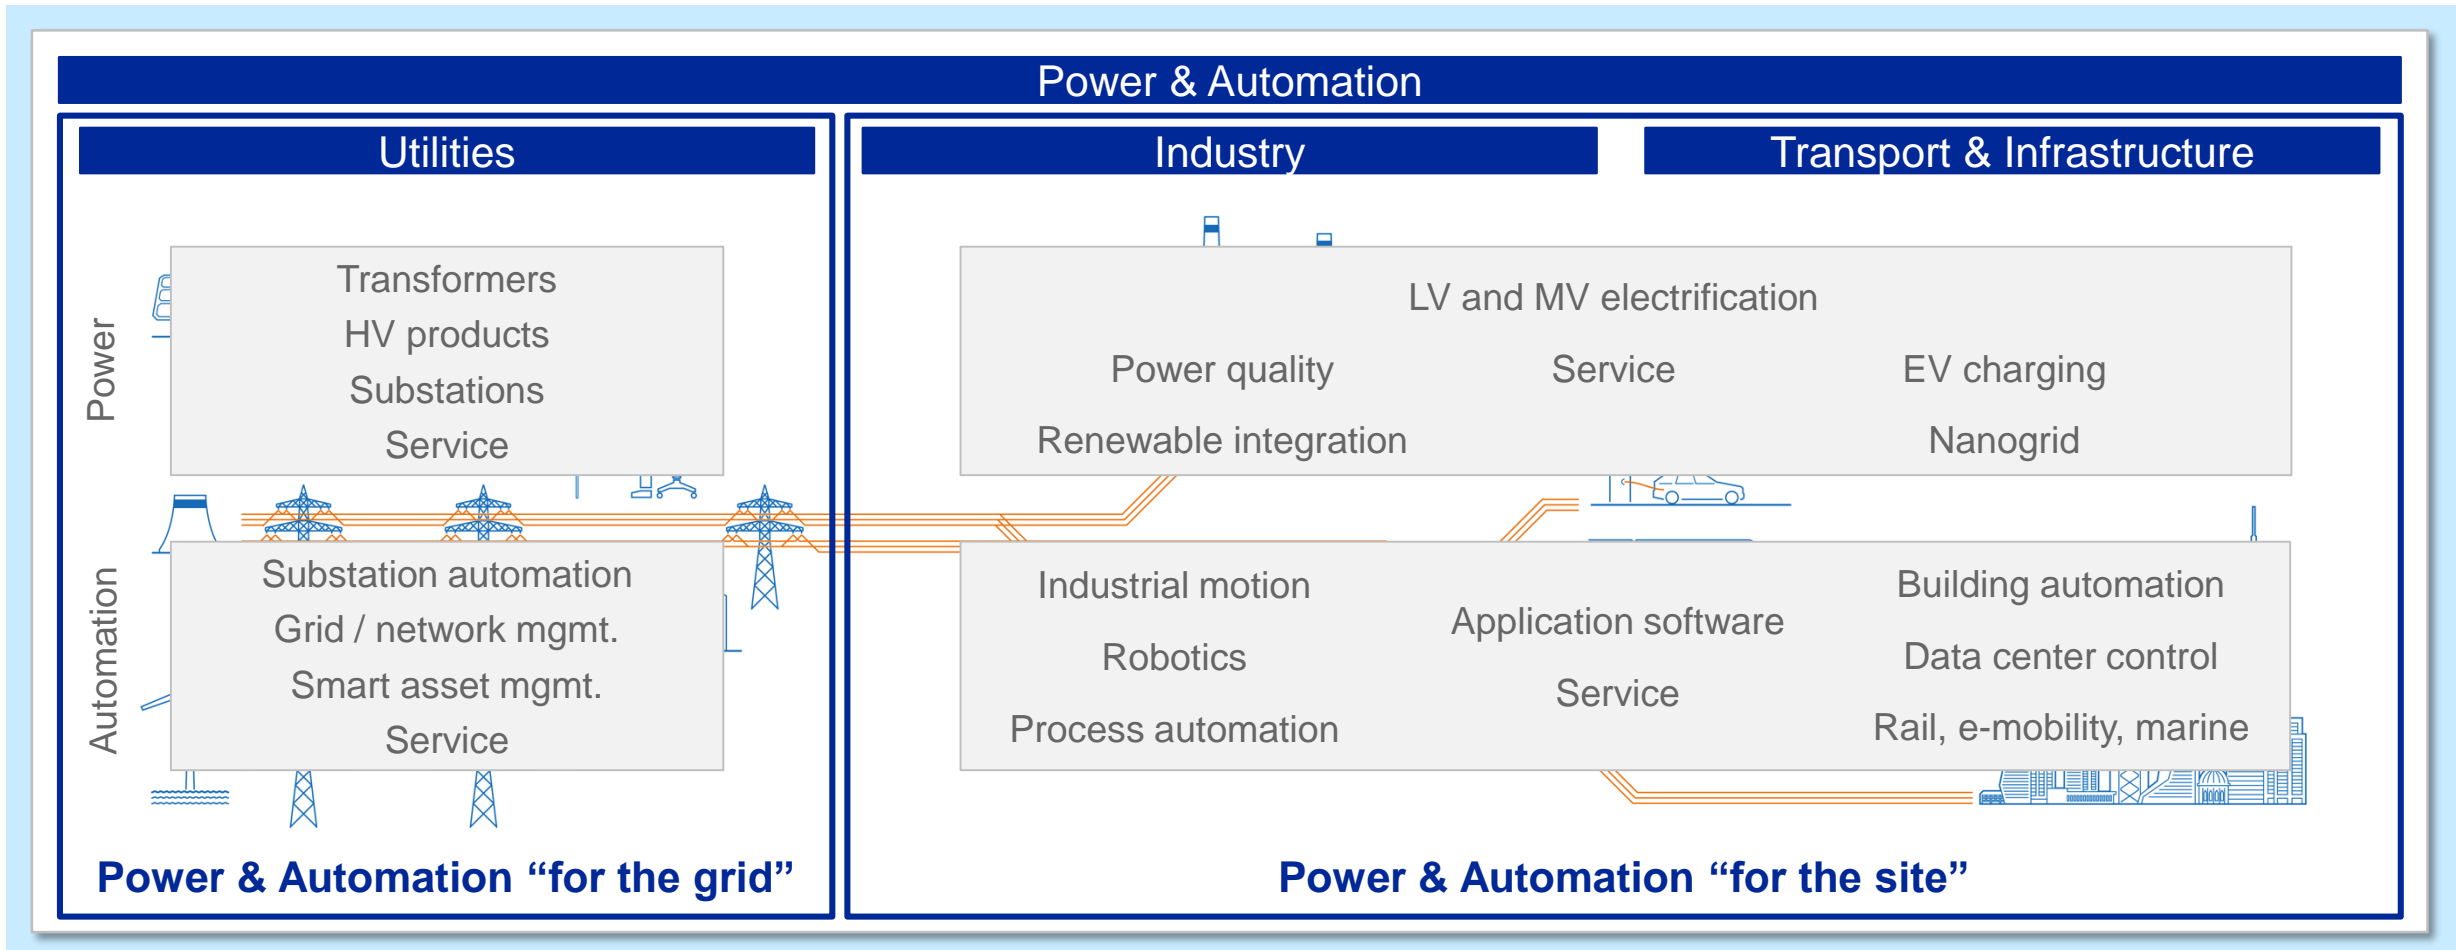 Power & Automation
Utilities
Industry
Transport & Infrastructure
Power
Transformers
HV products
Substations
Service
LV and MV electrification
Power quality
Service
EV charging
Renewable integration
Nanogrid
Automation
Substation automation
Grid / network mgmt.
Smart asset mgmt.
Service
Industrial motion
Robotics
Process automation
Application software
Service
Building automation
Data center control
Rail, e-mobility, marine
Power & Automation “for the grid”
Power & Automation “for the site”